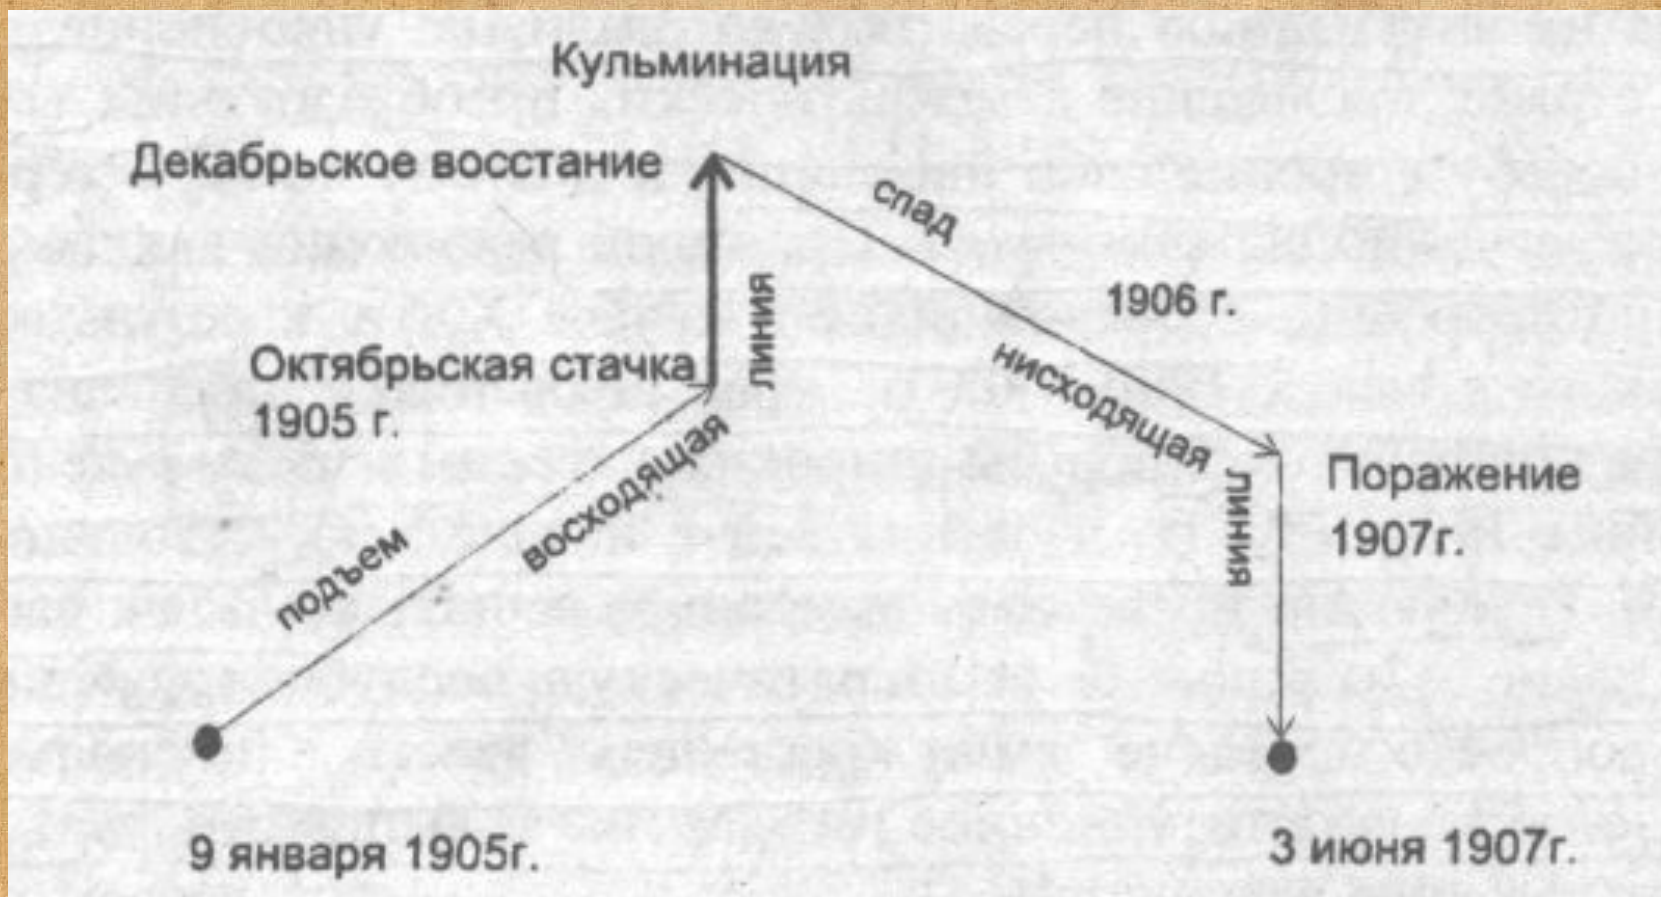 Кульминация
Декабрьское восстание
спад
1906 г.
линия
Октябрьская стачка
1905 г.
нисходящая
восходящая
линия
Поражение
1907г.
подъем
9 января 1905г.
3 июня 1907г.